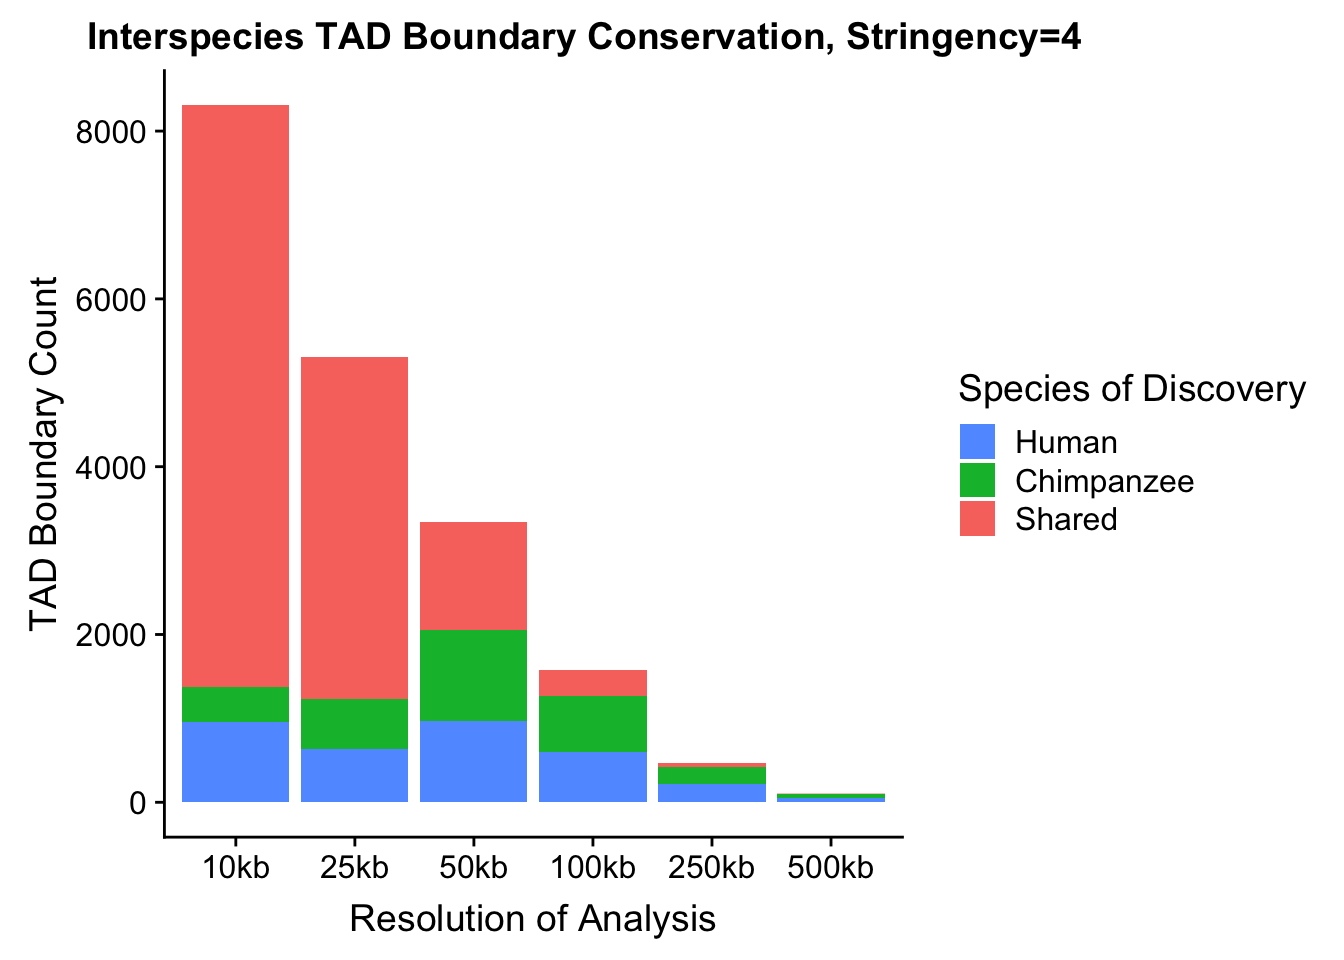 Interspecies TAD Boundary Conservation, Stringency=4
TAD Boundary Count
8000
6000
4000
2000
0
10kb 25kb 50kb 100kb 250kb 500kb
Resolution of Analysis
Species of Discovery
Human
Chimpanzee
Shared